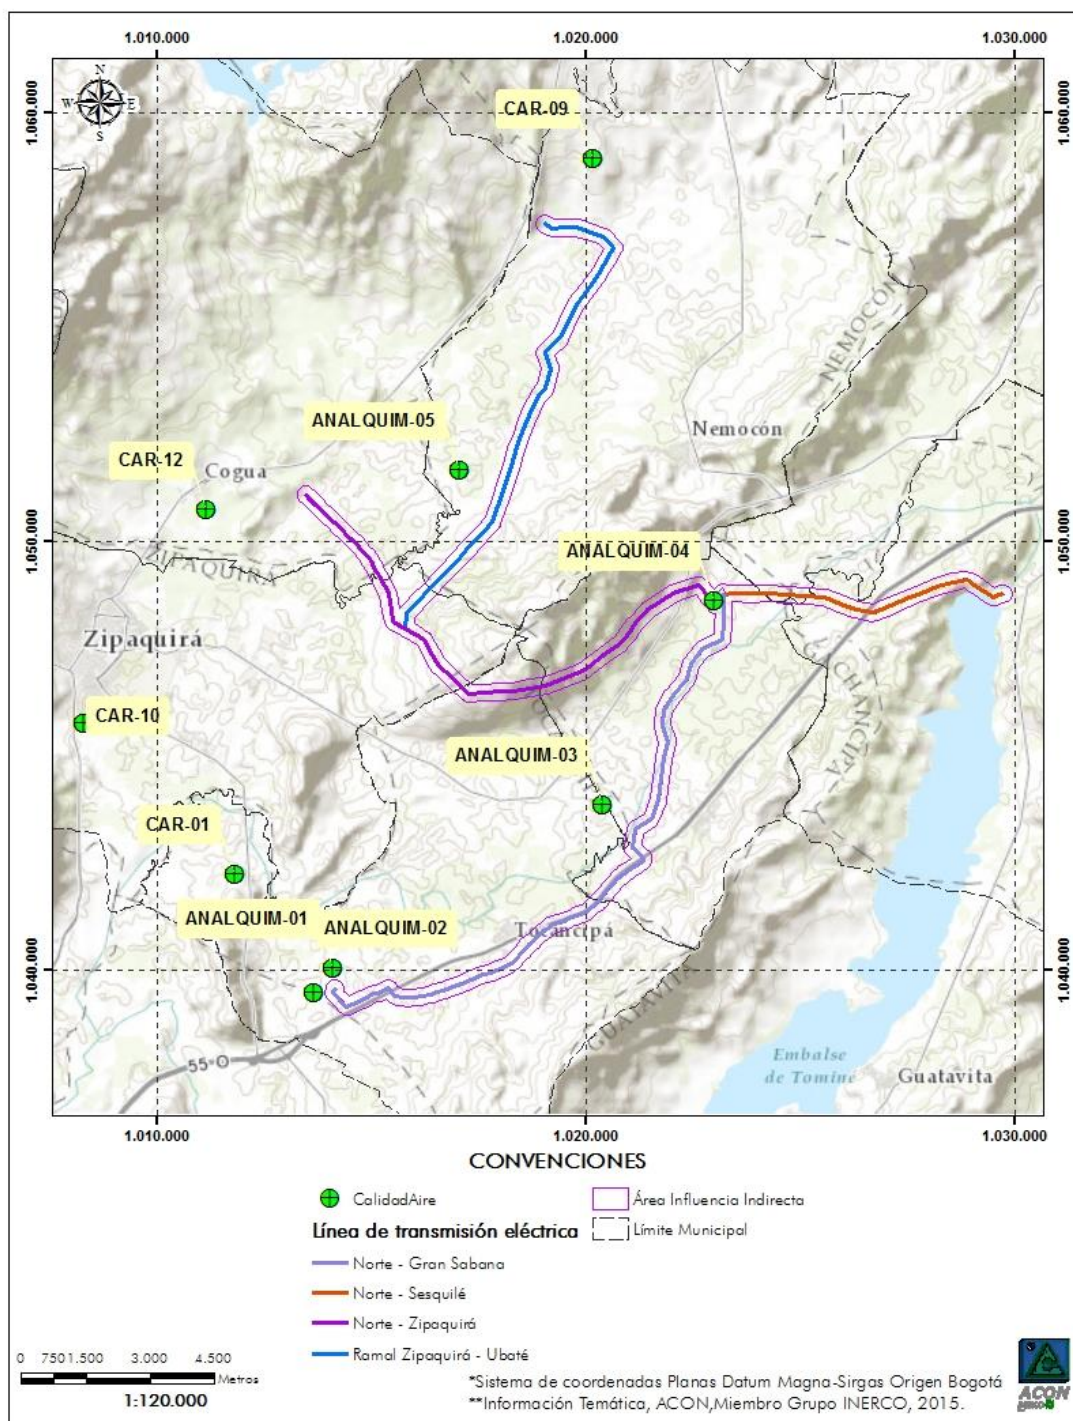 1.010.000
1.020.000
1.030.000
N
W
E
S
1.060.000
1.060.000
CAR-09
ANALQUIM-05
Nemocón
NEMOCÓN
CAR-12
Cogua
1.050.000
1.050.000
ANALQUIM-04
ZIPAQUIRÁ
Zipaquirá
GACHANCIPÁ
CAR-10
ANALQUIM-03
CAR-01
ANALQUIM-01
ANALQUIM-02
Tocancipá
1.040.000
1.040.000
GUATAVITA
55
Embalse
de Tominé
Guatavita
1.010.000
1.020.000
1.030.000
CONVENCIONES
CalidadAire
Área Influencia Indirecta
Línea de transmisión eléctrica
Límite Municipal
Norte - Gran Sabana
Norte - Sesquilé
Norte - Zipaquirá
Ramal Zipaquirá - Ubaté
0 750 1.500 3.000 4.500
Metros
1:120.000
*Sistema de coordenadas Planas Datum Magna-Sirgas Origen Bogotá
**Información Temática, ACON,Miembro Grupo INERCO, 2015.
ACON